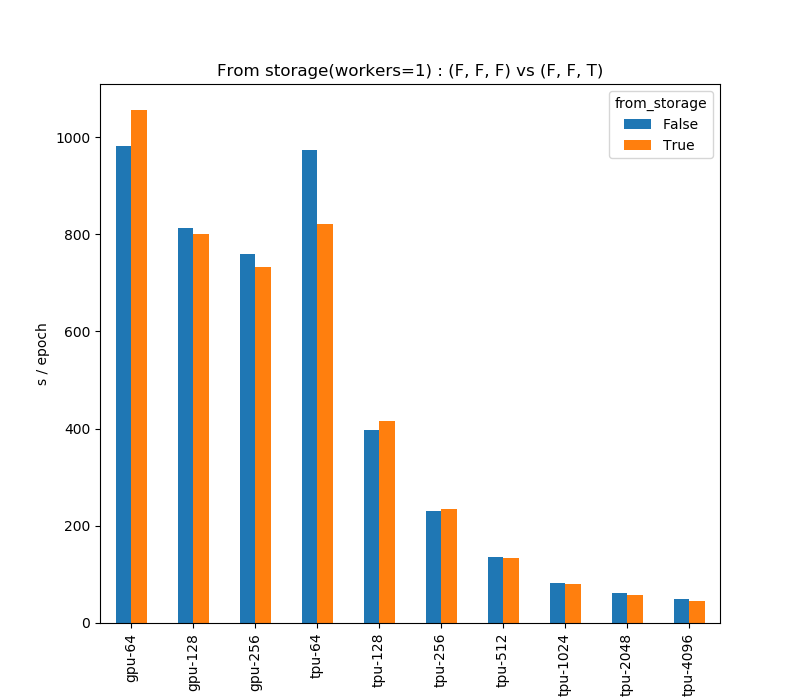 From storage(workers=1) : (F, F, F) vs (F, F, T)
from_storage
False
True
1000
800
600
400
200
0
s / epoch
gpu-64
gpu-128
gpu-256
tpu-64
tpu-128
tpu-256
tpu-512
tpu-1024
tpu-2048
tpu-4096